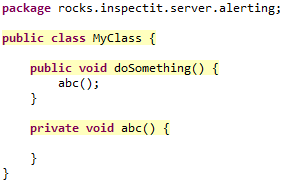 package rocks.inspectit.server.alerting;
public class MyClass {
public void doSomething() {
abc();
}
private void abc() {
}
}